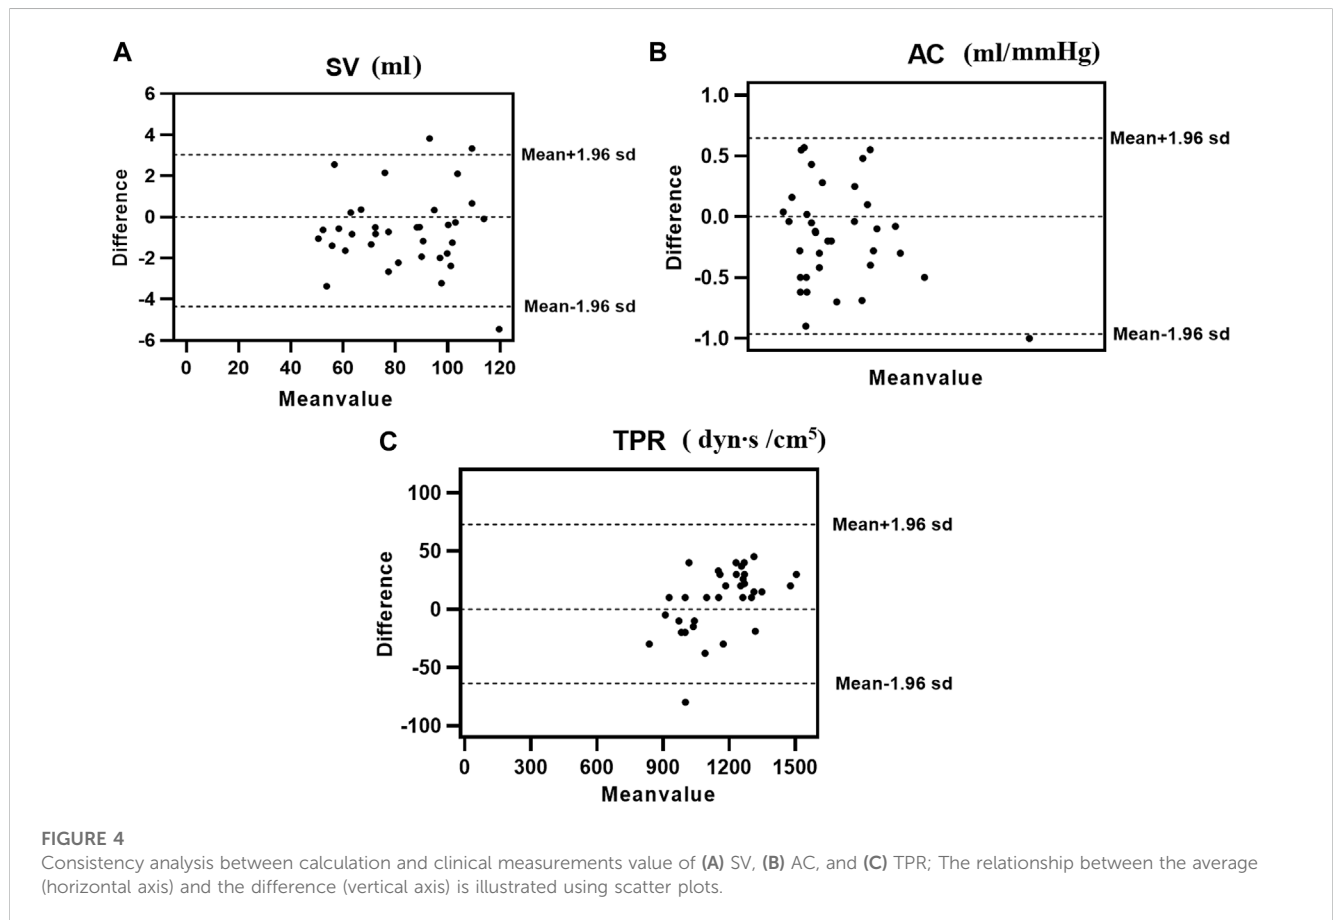 A
SV (ml)
6
4
2
0
-2
-4
-6
Difference
Mean+1.96 sd
Mean-1.96 sd
0 20 40 60 80 100 120
Meanvalue
B
AC (ml/mmHg)
1.0
0.5
0.0
-0.5
-1.0
Difference
Mean+1.96 sd
Mean-1.96 sd
Meanvalue
C
TPR ( dyn·s /cm⁵)
100
50
0
-50
-100
Difference
Mean+1.96 sd
Mean-1.96 sd
0 300 600 900 1200 1500
Meanvalue
FIGURE 4
Consistency analysis between calculation and clinical measurements value of (A) SV, (B) AC, and (C) TPR; The relationship between the average
(horizontal axis) and the difference (vertical axis) is illustrated using scatter plots.